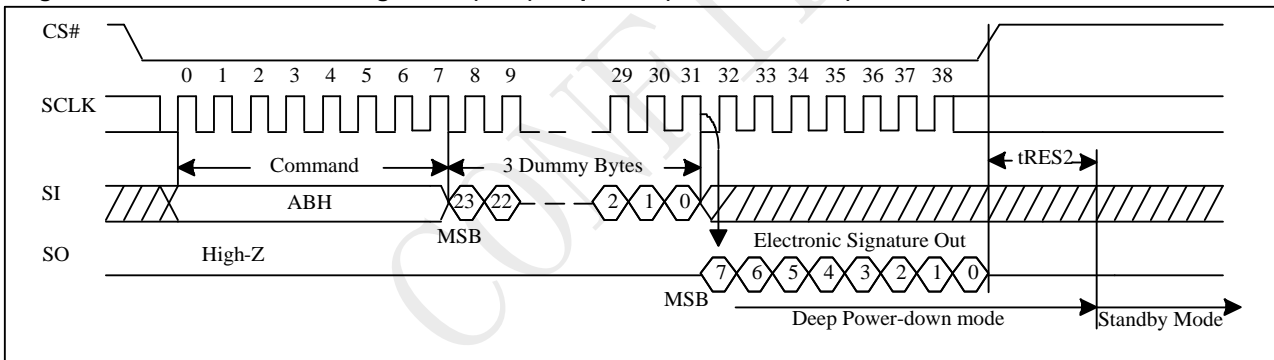 CS#
0 1 2 3 4 5 6 7 8 9 29 30 31 32 33 34 35 36 37 38
SCLK
Command 3 Dummy Bytes tRES2
SI ABH 23 22 2 1 0
MSB
SO High-Z Electronic Signature Out
7 6 5 4 3 2 1 0
MSB
Deep Power-down mode Standby Mode